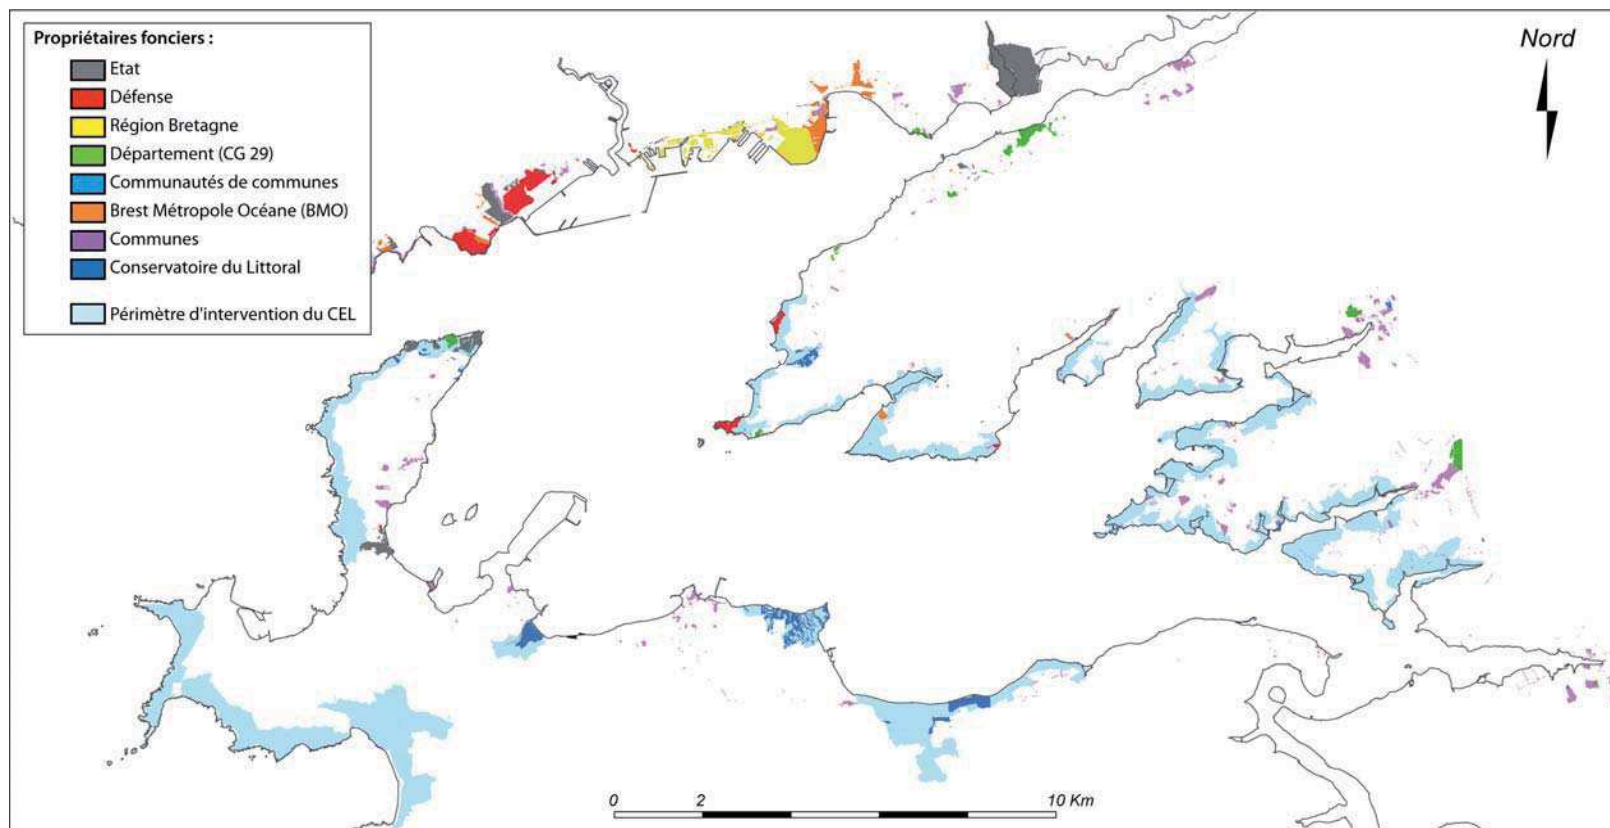 Propriétaires fonciers :
Etat
Défense
Région Bretagne
Département (CG 29)
Communautés de communes
Brest Métropole Océane (BMO)
Communes
Conservatoire du Littoral
Périmètre d'intervention du CEL
Nord
0 2 10 Km